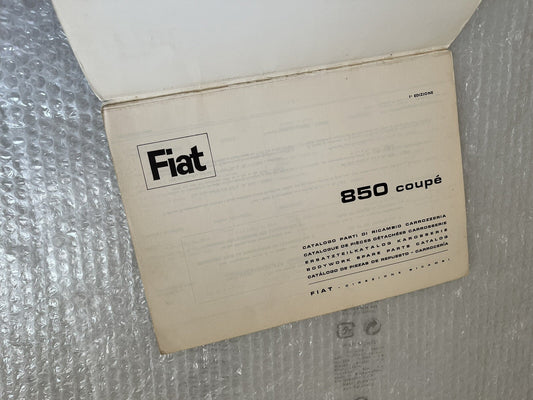 1ª EDIZIONE
Fiat
850 coupé
CATALOGO PARTI DI RICAMBIO CARROZZERIA
CATALOGUE DE PIÈCES DÉTACHÉES CARROSSERIE
ERSATZTEILKATALOG KAROSSERIE
BODYWORK SPARE PARTS CATALOG
CATÁLOGO DE PIEZAS DE REPUESTO - CARROCERÍA
FIAT - DIREZIONE RICAMBI